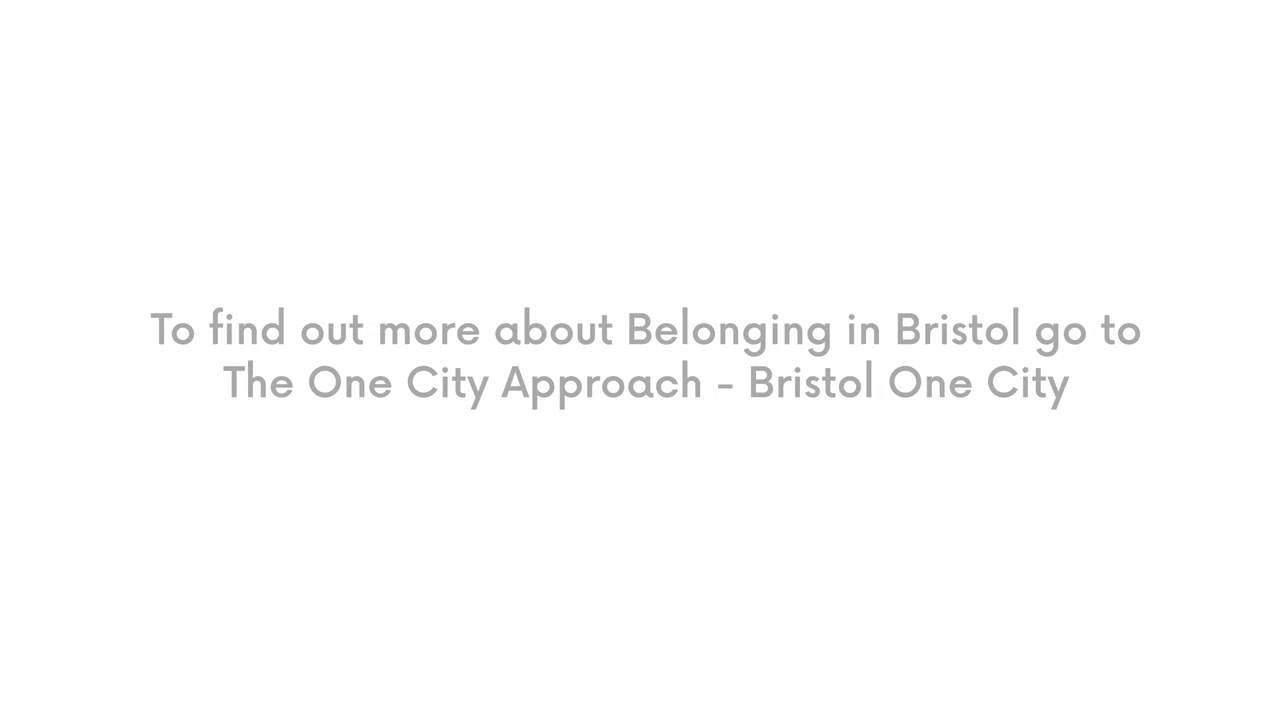 To find out more about Belonging in Bristol go to
The One City Approach - Bristol One City